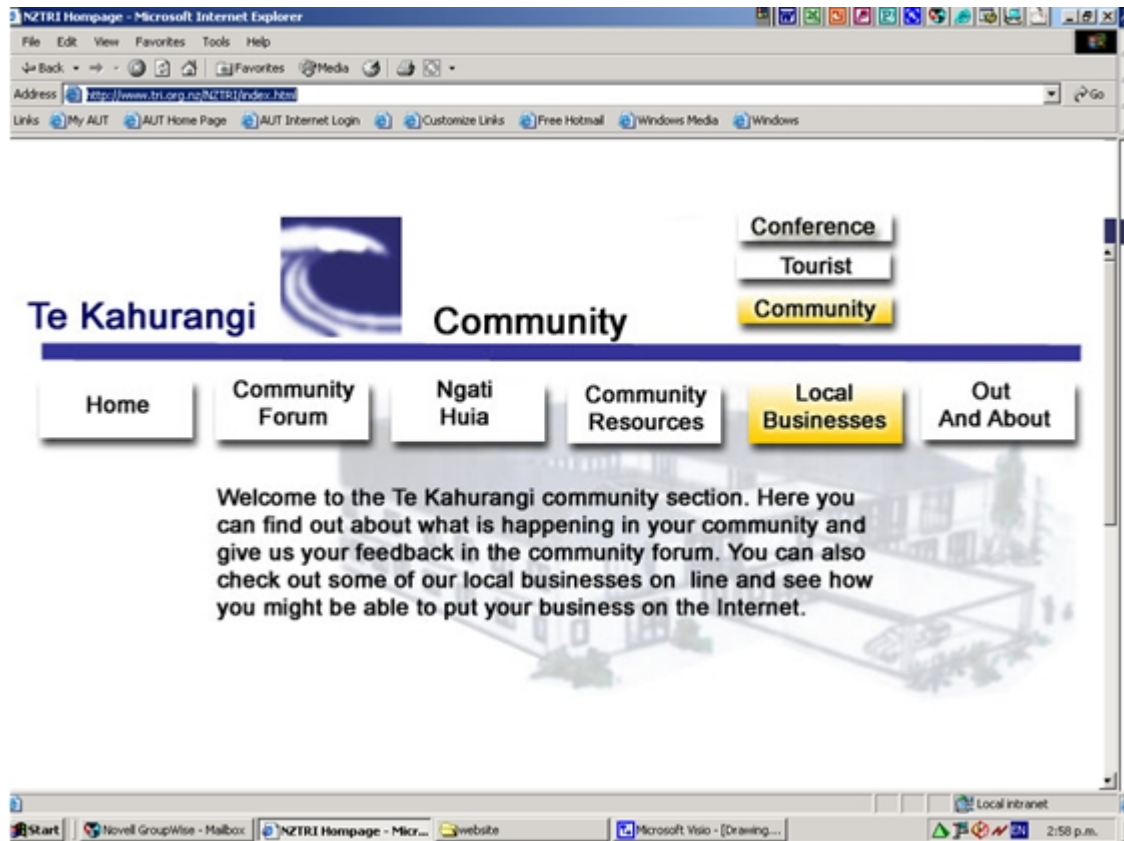 NZTRI Hompage - Microsoft Internet Explorer
File Edit View Favorites Tools Help
Back Favorites Media
Address http://www.tri.org.nz/NZTRI/index.html Go
Links My AUT AUT Home Page AUT Internet Login Customize Links Free Hotmail Windows Media Windows
Conference
Tourist
Community
Te Kahurangi
Community
Home
Community
Forum
Ngati
Huia
Community
Resources
Local
Businesses
Out
And About
Welcome to the Te Kahurangi community section. Here you
can find out about what is happening in your community and
give us your feedback in the community forum. You can also
check out some of our local businesses on line and see how
you might be able to put your business on the Internet.
Local intranet
Start Novell GroupWise - Mailbox NZTRI Hompage - Micr... website Microsoft Visio - [Drawing.... EN 2:58 p.m.